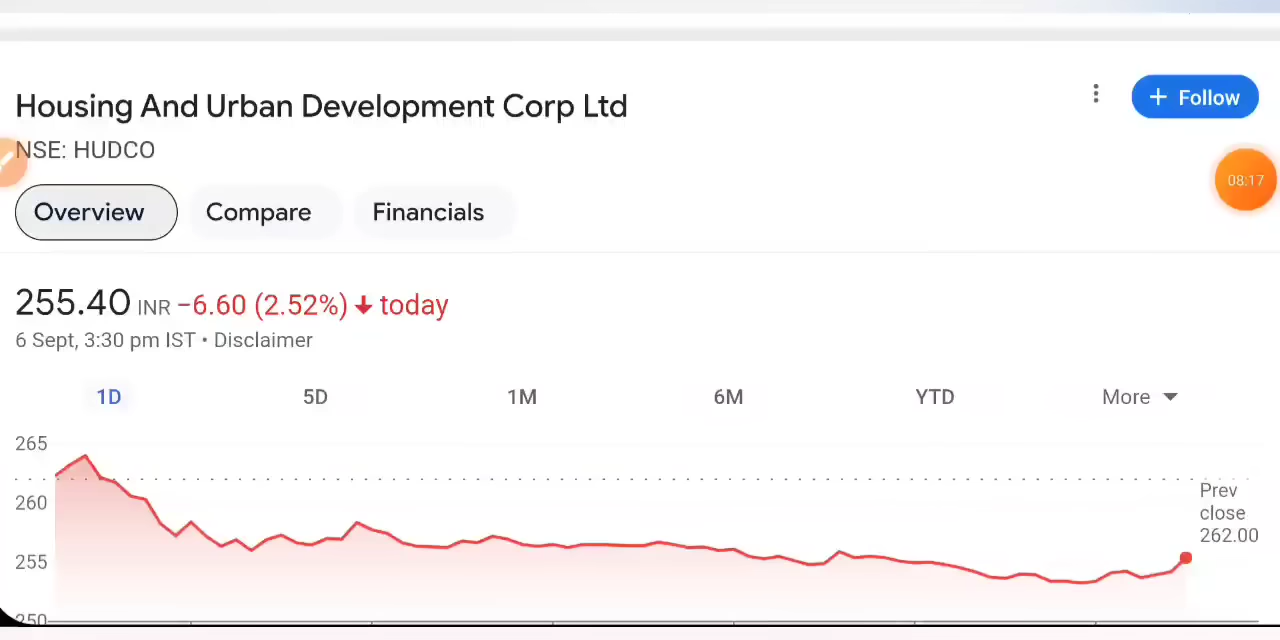 Housing And Urban Development Corp Ltd
+ Follow
NSE: HUDCO
08:17
Overview Compare Financials
255.40 INR −6.60 (2.52%) ↓ today
6 Sept, 3:30 pm IST • Disclaimer
1D 5D 1M 6M YTD More
265
260
255
250
Prev
close
262.00